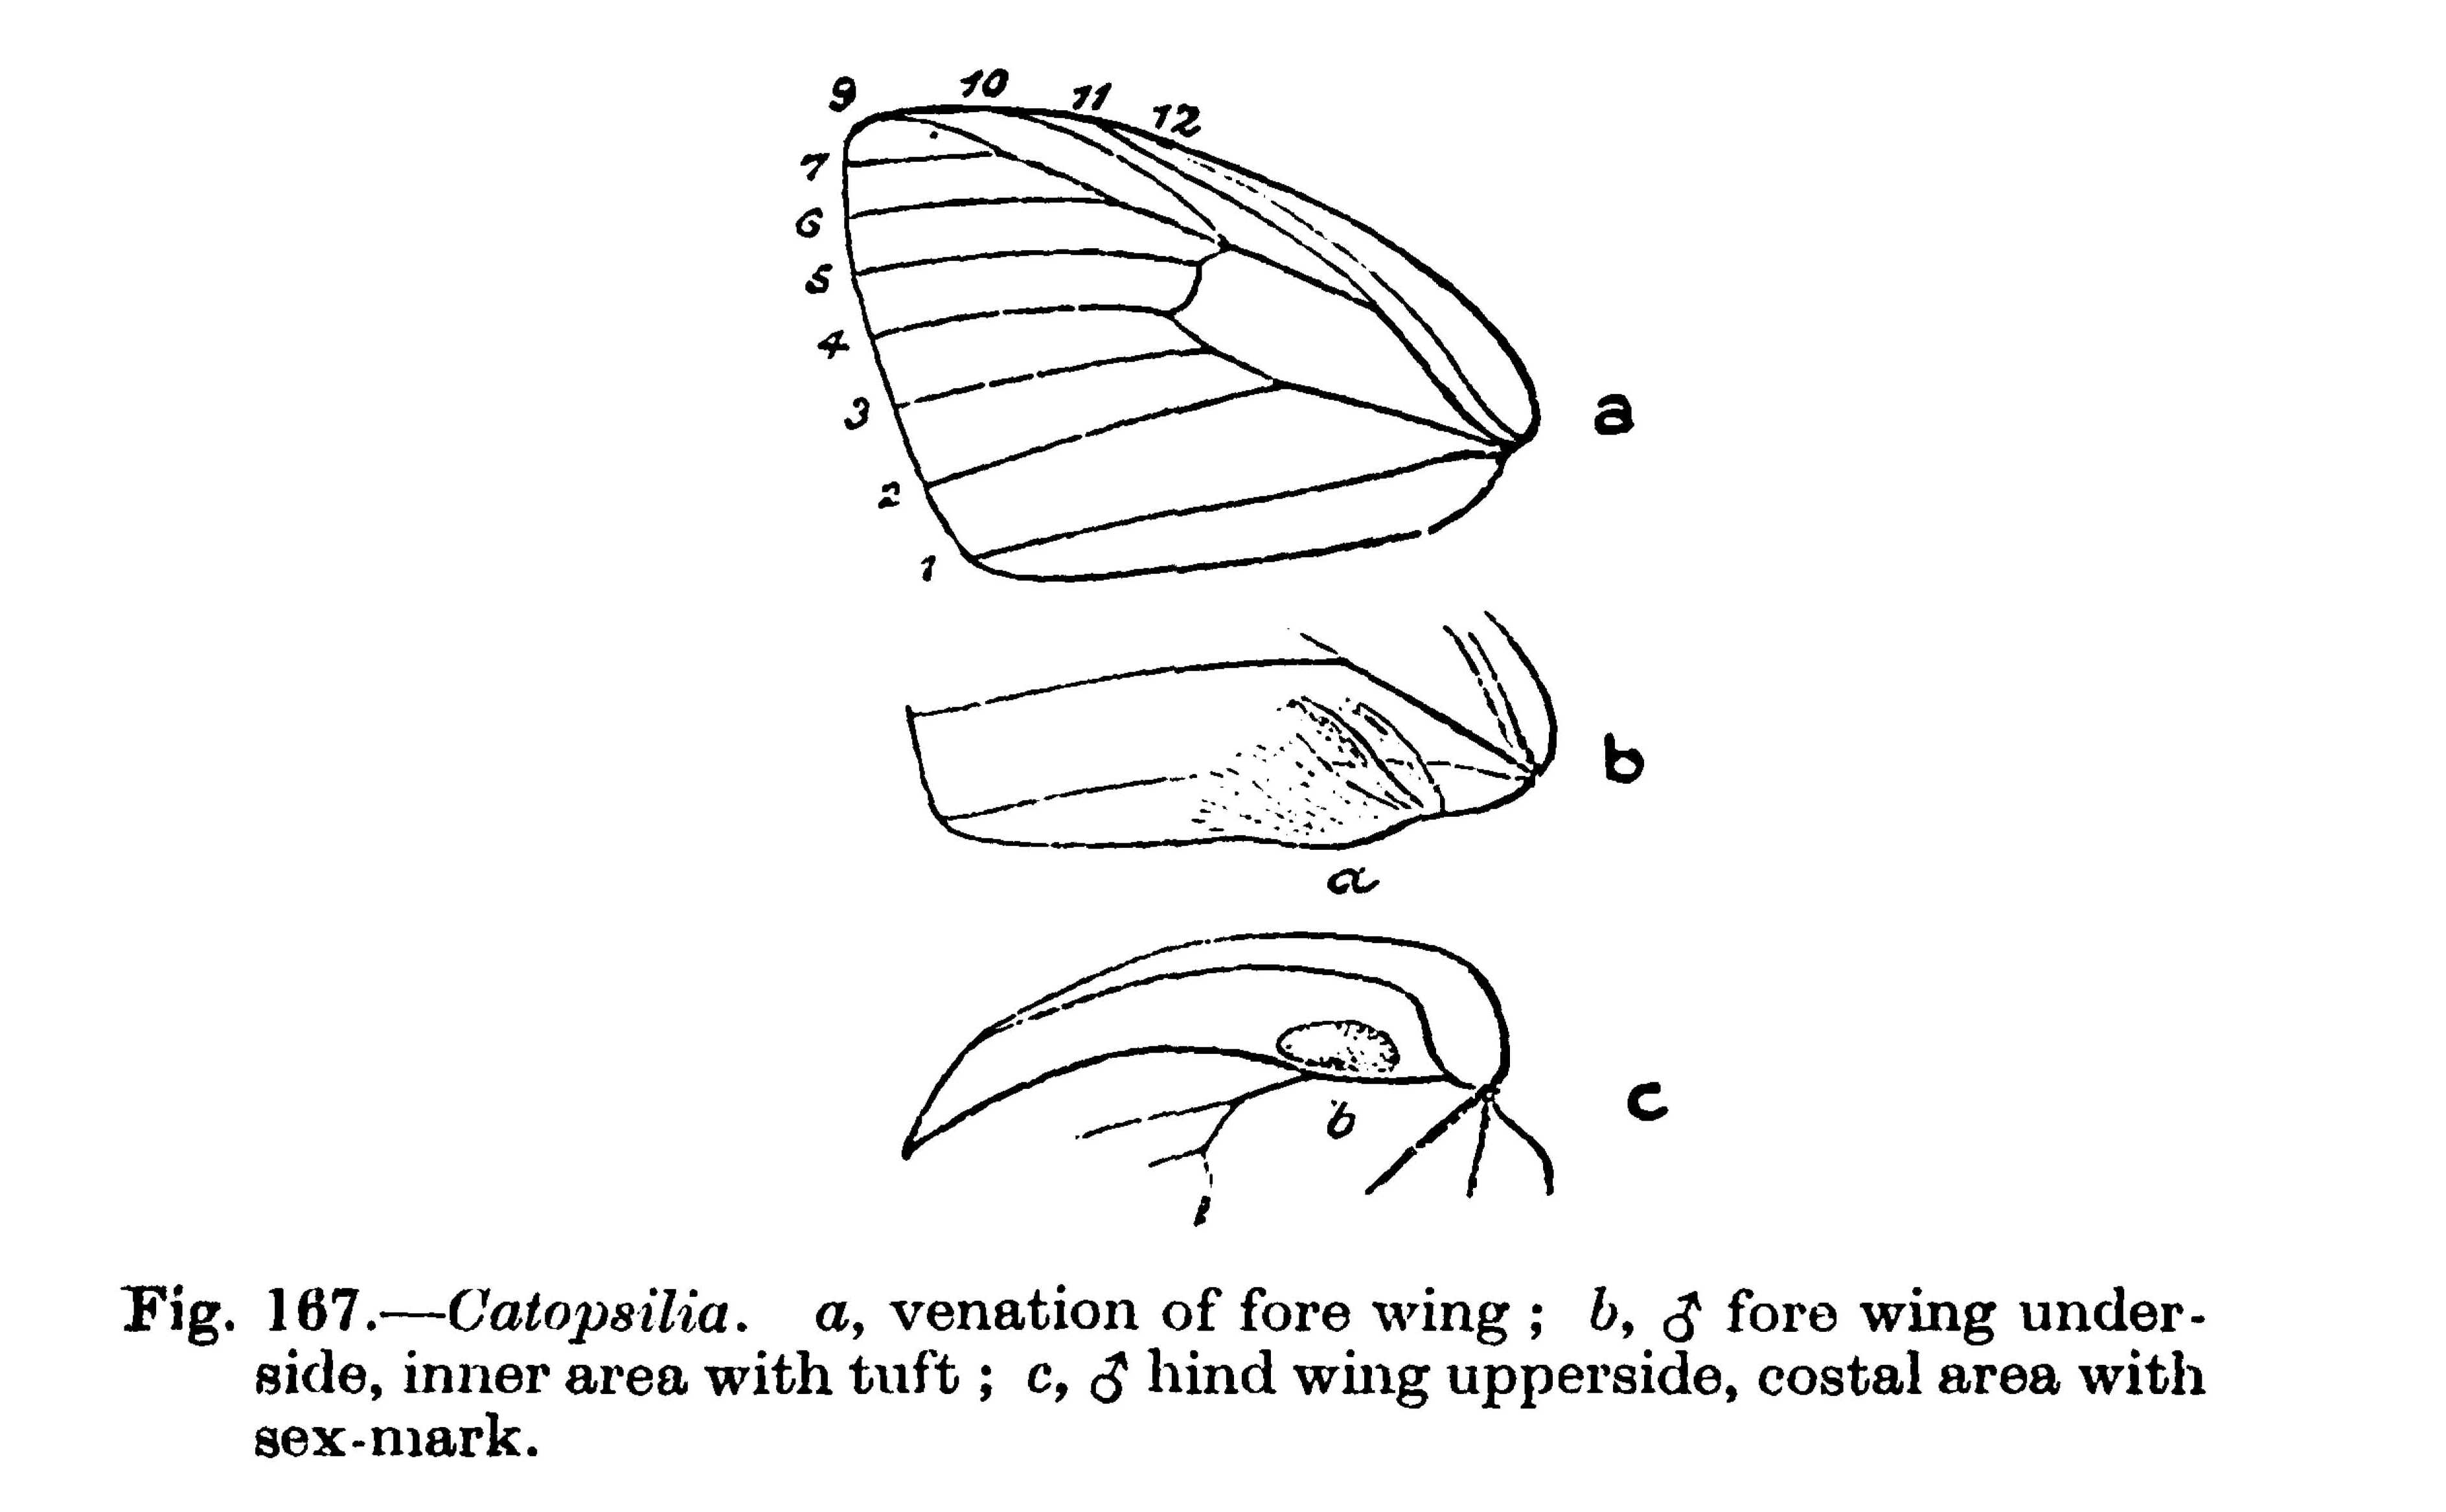 9 10 11 12
7
6
5
4
3
2
1
a
b
a
b
c
Fig. 167.—Catopsilia. a, venation of fore wing ; b, ♂ fore wing under-
side, inner area with tuft ; c, ♂ hind wing upperside, costal area with
sex-mark.